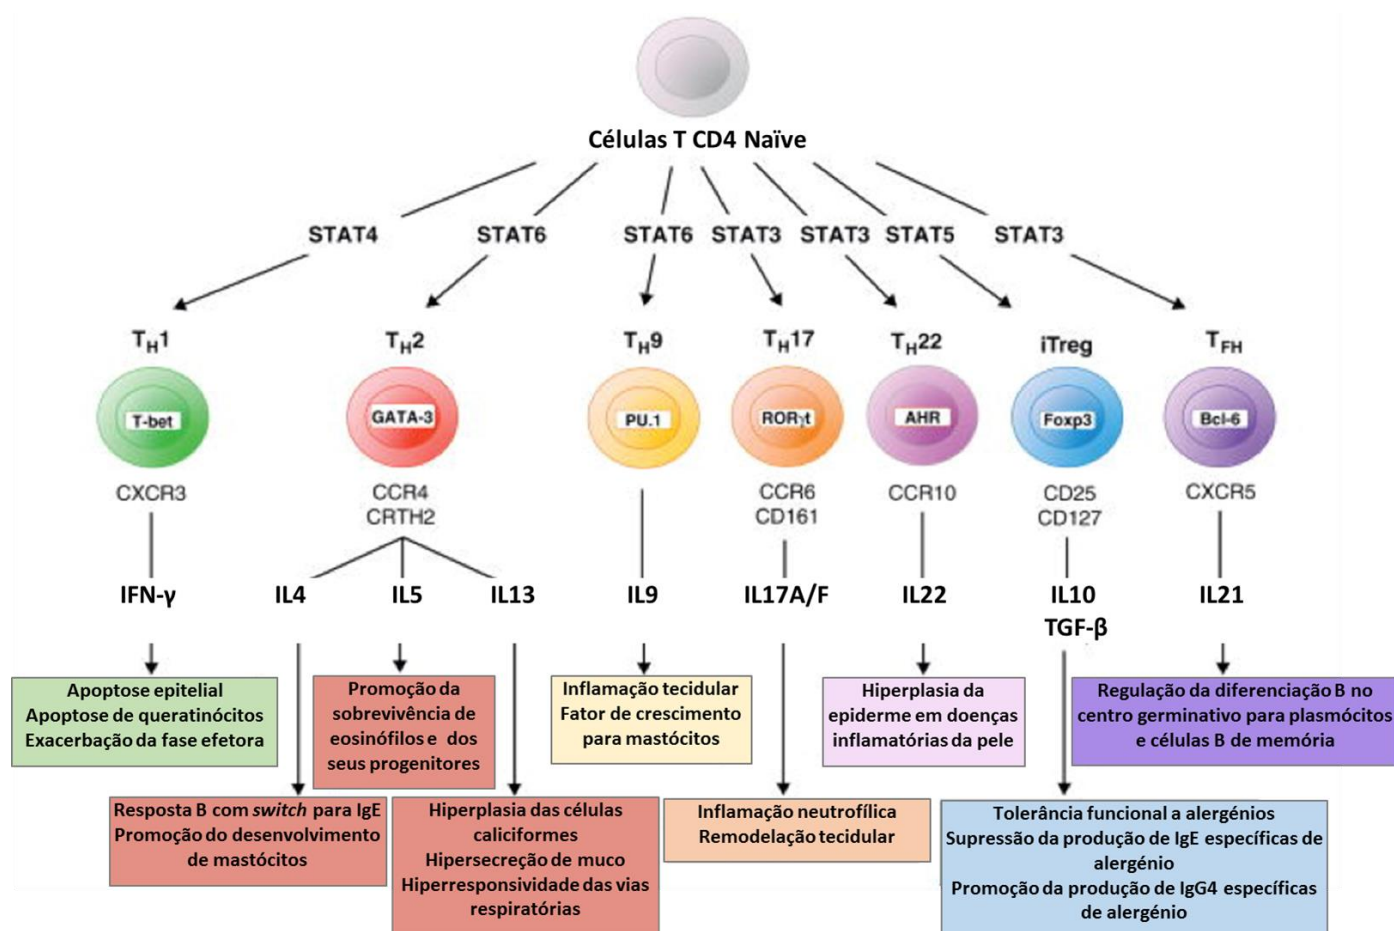 Células T CD4 Naïve
STAT4 STAT6 STAT6 STAT3 STAT3 STAT5 STAT3
TH1 TH2 TH9 TH17 TH22 iTreg TFH
T-bet GATA-3 PU.1 RORγt AHR Foxp3 Bcl-6
CXCR3 CCR4 CCR6 CCR10 CD25 CXCR5
CRTH2 CD161 CD127
IFN-γ IL4 IL5 IL13 IL9 IL17A/F IL22 IL10 IL21
TGF-β
Apoptose epitelial
Apoptose de queratinócitos
Exacerbação da fase efetora
Promoção da
sobrevivência de
eosinófilos e dos
seus progenitores
Inflamação tecidular
Fator de crescimento
para mastócitos
Hiperplasia da
epiderme em doenças
inflamatórias da pele
Regulação da diferenciação B no
centro germinativo para plasmócitos
e células B de memória
Resposta B com switch para IgE
Promoção do desenvolvimento
de mastócitos
Hiperplasia das células
caliciformes
Hipersecreção de muco
Hiperresponsividade das vias
respiratórias
Inflamação neutrofílica
Remodelação tecidular
Tolerância funcional a alergénios
Supressão da produção de IgE específicas de
alergénio
Promoção da produção de IgG4 específicas
de alergénio